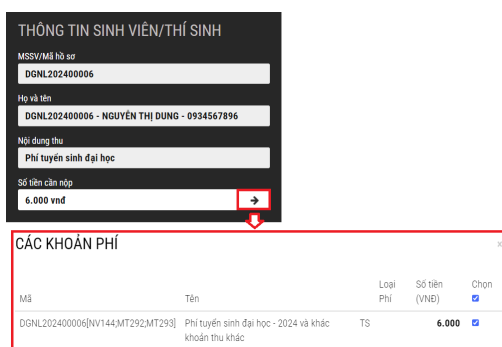 THÔNG TIN SINH VIÊN/THÍ SINH
MSSV/Mã hồ sơ
DGNL202400006
Họ và tên
DGNL202400006 - NGUYỄN THỊ DUNG - 0934567896
Nội dung thu
Phí tuyển sinh đại học
Số tiền cần nộp
6.000 vnđ
CÁC KHOẢN PHÍ
Mã Tên Loại Phí Số tiền (VNĐ) Chọn
DGNL202400006[NV144;MT292;MT293] Phí tuyển sinh đại học - 2024 và khác TS 6.000
khoản thu khác